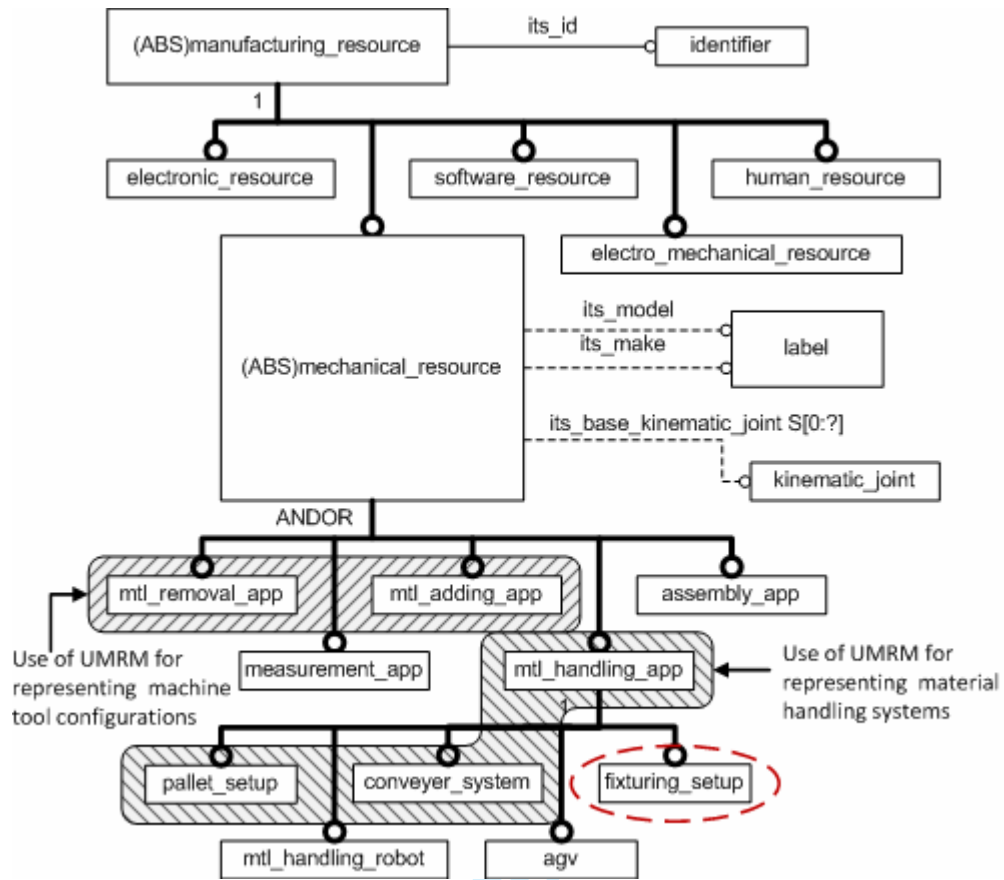 (ABS)manufacturing_resource
its_id
identifier
1
electronic_resource
software_resource
human_resource
electro_mechanical_resource
(ABS)mechanical_resource
its_model
its_make
label
its_base_kinematic_joint S[0:?]
kinematic_joint
ANDOR
mtl_removal_app
mtl_adding_app
assembly_app
Use of UMRM for
representing machine
tool configurations
measurement_app
mtl_handling_app
Use of UMRM for
representing material
handling systems
1
pallet_setup
conveyer_system
fixturing_setup
mtl_handling_robot
agv